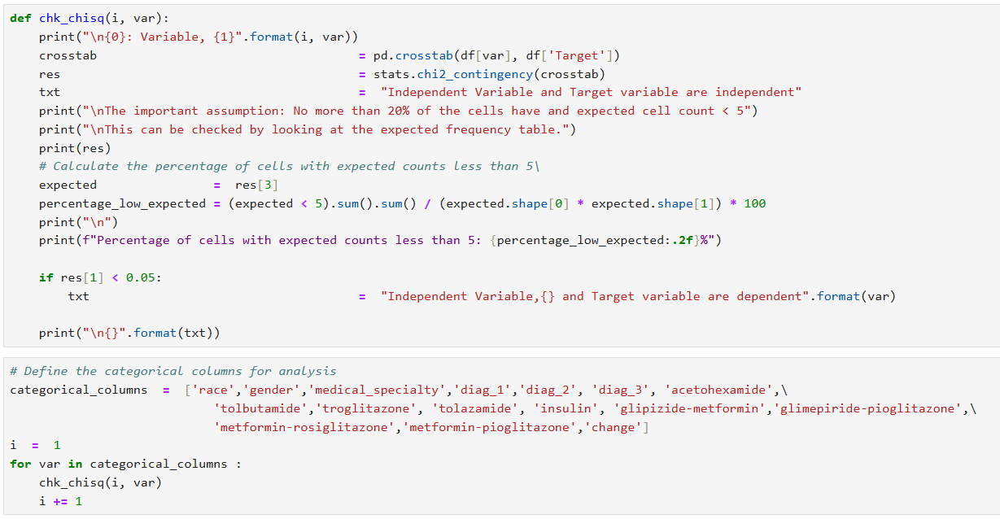 def chk_chisq(i, var):
    print("\n{0}: Variable, {1}".format(i, var))
    crosstab                                    = pd.crosstab(df[var], df['Target'])
    res                                         = stats.chi2_contingency(crosstab)
    txt                                         =  "Independent Variable and Target variable are independent"
    print("\nThe important assumption: No more than 20% of the cells have and expected cell count < 5")
    print("\nThis can be checked by looking at the expected frequency table.")
    print(res)
    # Calculate the percentage of cells with expected counts less than 5\
    expected                =  res[3]
    percentage_low_expected = (expected < 5).sum().sum() / (expected.shape[0] * expected.shape[1]) * 100
    print("\n")
    print(f"Percentage of cells with expected counts less than 5: {percentage_low_expected:.2f}%")
    if res[1] < 0.05:
        txt                                     =  "Independent Variable,{} and Target variable are dependent".format(var)
    print("\n{}".format(txt))
# Define the categorical columns for analysis
categorical_columns  =  ['race','gender','medical_specialty','diag_1','diag_2', 'diag_3', 'acetohexamide',\
                            'tolbutamide','troglitazone', 'tolazamide', 'insulin', 'glipizide-metformin','glimepiride-pioglitazone',\
                            'metformin-rosiglitazone','metformin-pioglitazone','change']
i  =  1
for var in categorical_columns :
    chk_chisq(i, var)
    i += 1